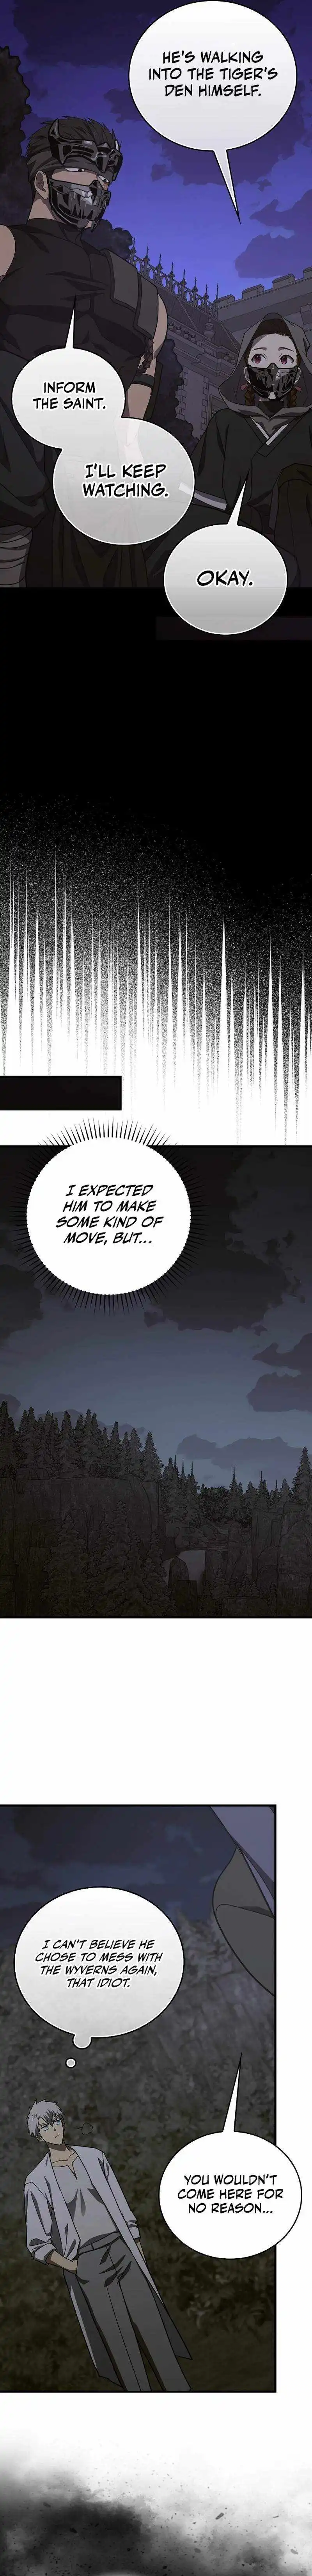 HE'S WALKING
INTO THE TIGER'S
DEN HIMSELF.
INFORM
THE SAINT.
I'LL KEEP
WATCHING.
OKAY.
I EXPECTED
HIM TO MAKE
SOME KIND OF
MOVE, BUT...
I CAN'T BELIEVE HE
CHOSE TO MESS WITH
THE WYVERNS AGAIN,
THAT IDIOT.
YOU WOULDN'T
COME HERE FOR
NO REASON...